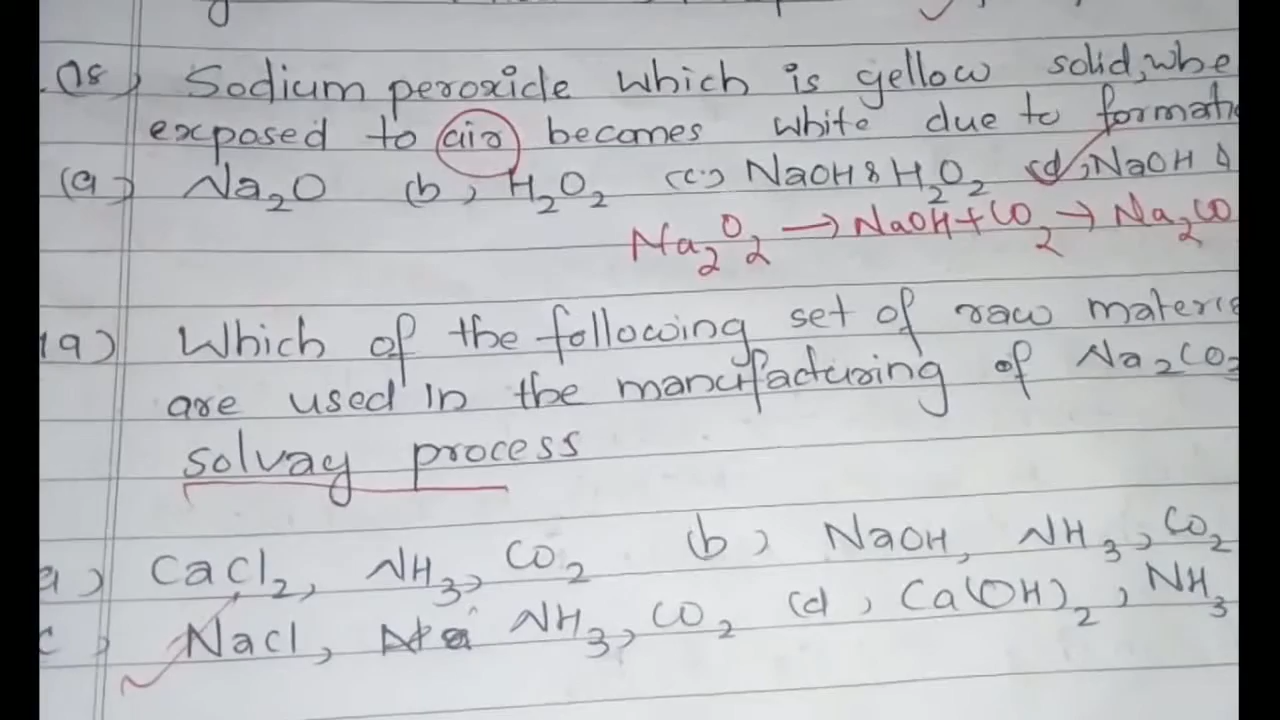 18) Sodium peroxide which is yellow solid, whe
exposed to air becomes white due to formati
(a) Na₂O (b) H₂O₂ (c) NaOH & H₂O₂ (d) NaOH &
Na₂O₂ → NaOH + CO₂ → Na₂CO
19) Which of the following set of raw materia
are used in the manufacturing of Na₂CO₃
solvay process
a) CaCl₂, NH₃, CO₂ (b) NaOH, NH₃, CO₂
c) NaCl, NH₃, CO₂ (d) Ca(OH)₂, NH₃